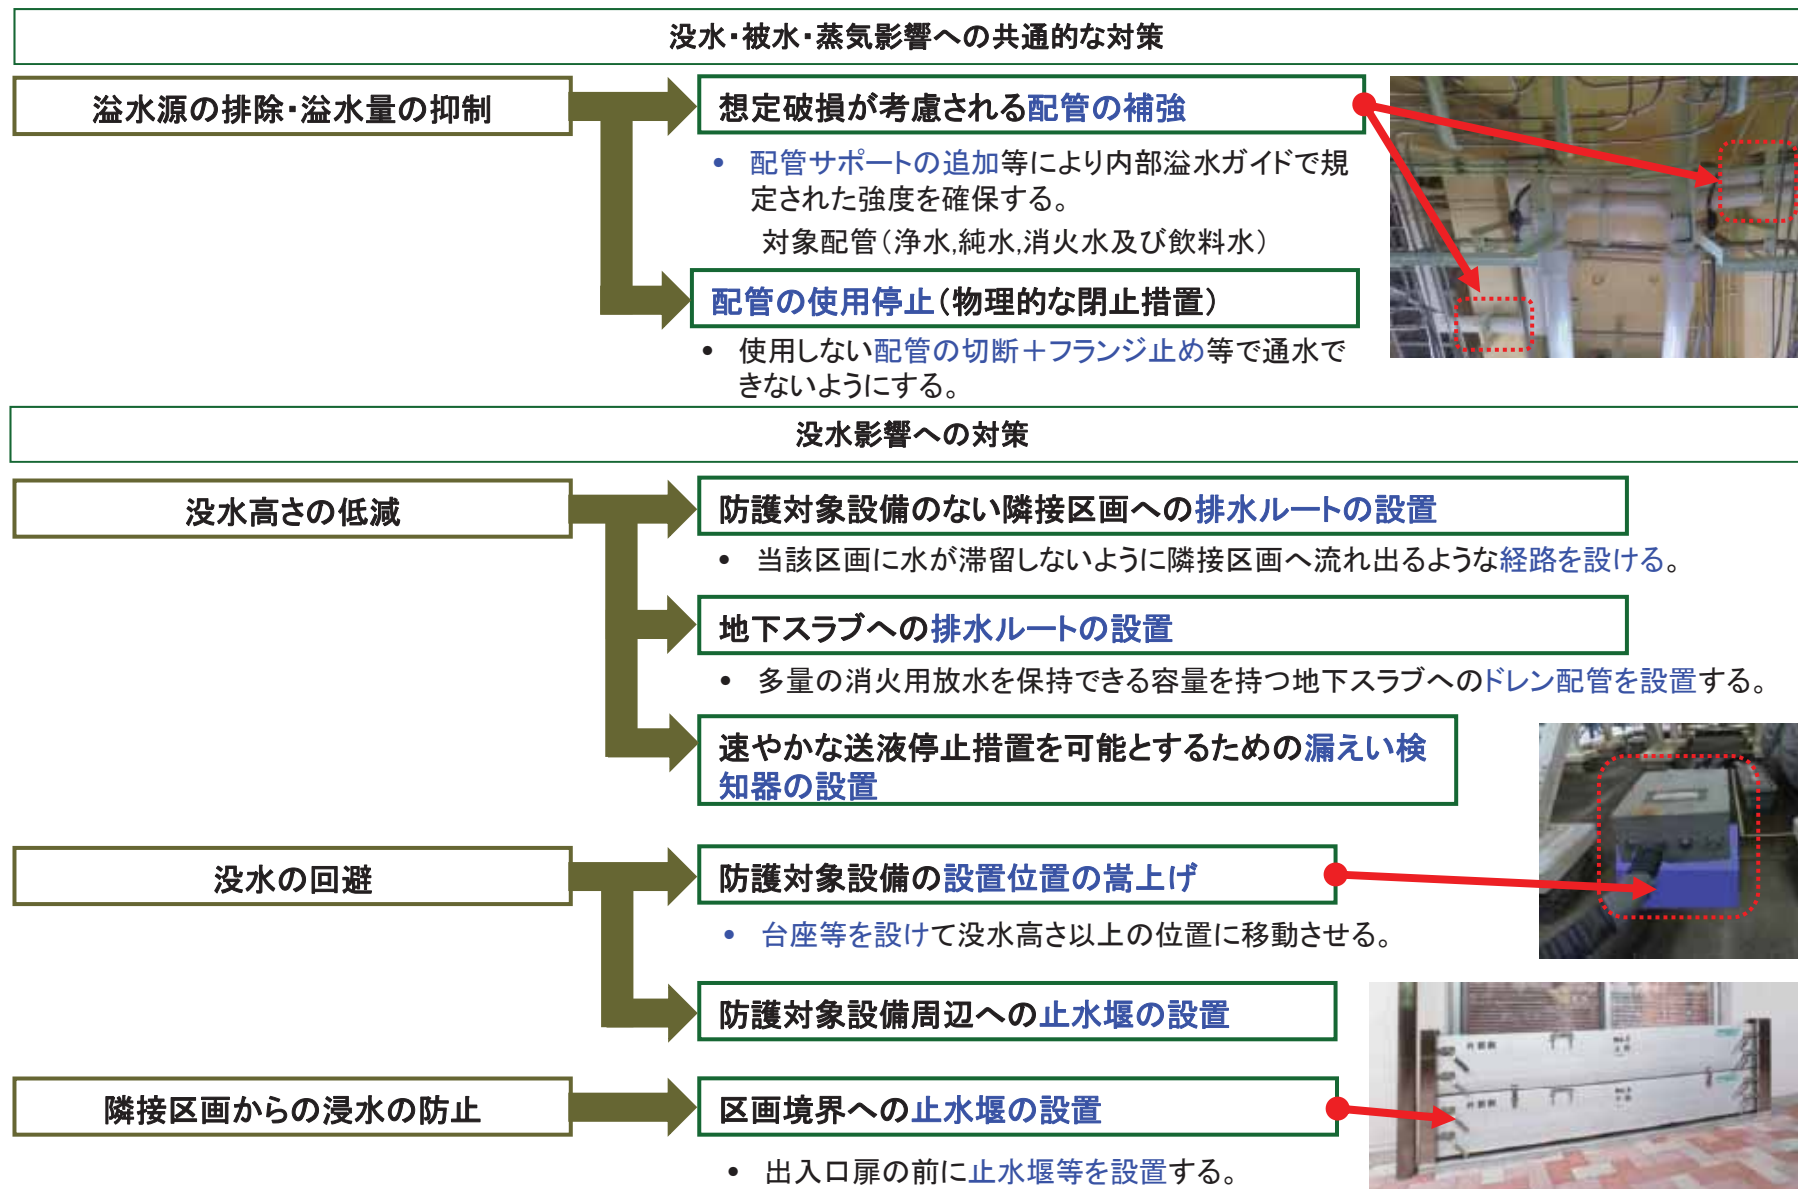 没水・被水・蒸気影響への共通的な対策
溢水源の排除・溢水量の抑制
想定破損が考慮される配管の補強
• 配管サポートの追加等により内部溢水ガイドで規
定された強度を確保する。
対象配管（浄水,純水,消火水及び飲料水）
配管の使用停止（物理的な閉止措置）
• 使用しない配管の切断＋フランジ止め等で通水で
きないようにする。
没水影響への対策
没水高さの低減
防護対象設備のない隣接区画への排水ルートの設置
• 当該区画に水が滞留しないように隣接区画へ流れ出るような経路を設ける。
地下スラブへの排水ルートの設置
• 多量の消火用放水を保持できる容量を持つ地下スラブへのドレン配管を設置する。
速やかな送液停止措置を可能とするための漏えい検
知器の設置
没水の回避
防護対象設備の設置位置の嵩上げ
• 台座等を設けて没水高さ以上の位置に移動させる。
防護対象設備周辺への止水堰の設置
隣接区画からの浸水の防止
区画境界への止水堰の設置
• 出入口扉の前に止水堰等を設置する。